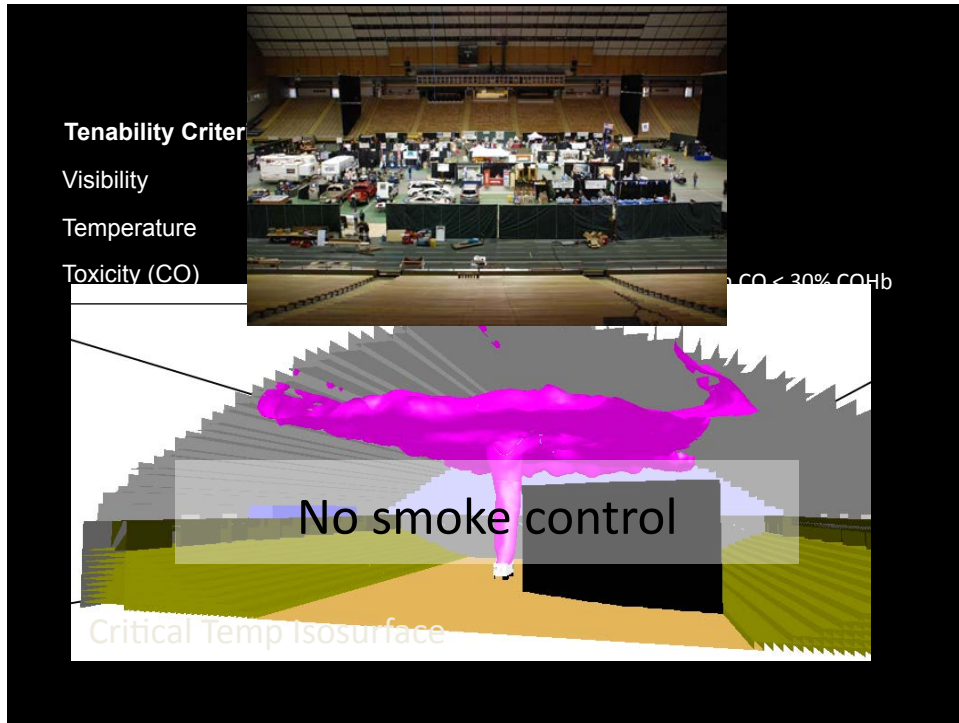 Tenability Criter
Visibility
Temperature
Toxicity (CO)
CO < 30% COHb
No smoke control
Critical Temp Isosurface